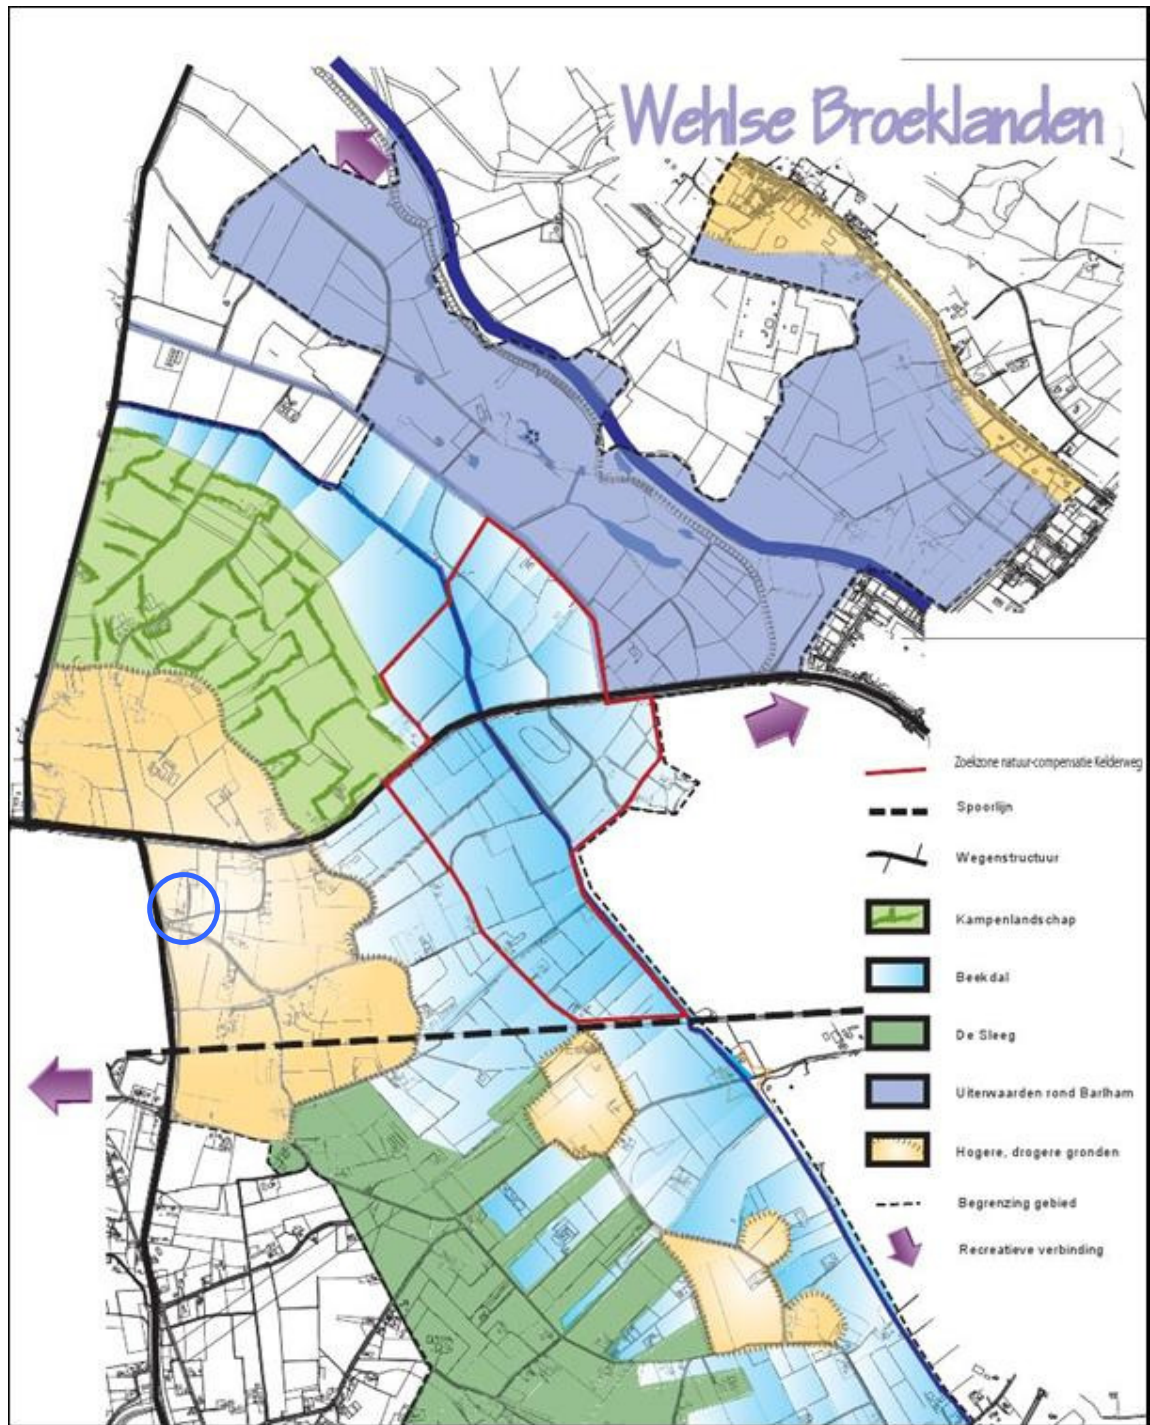 Wehlse Broeklanden
Zoekzone natuur-compensatie Kelderweg
Spoorlijn
Wegenstructuur
Kampenlandschap
Beekdal
De Sleeg
Uiterwaarden rond Barlham
Hogere, drogere gronden
Begrenzing gebied
Recreatieve verbinding